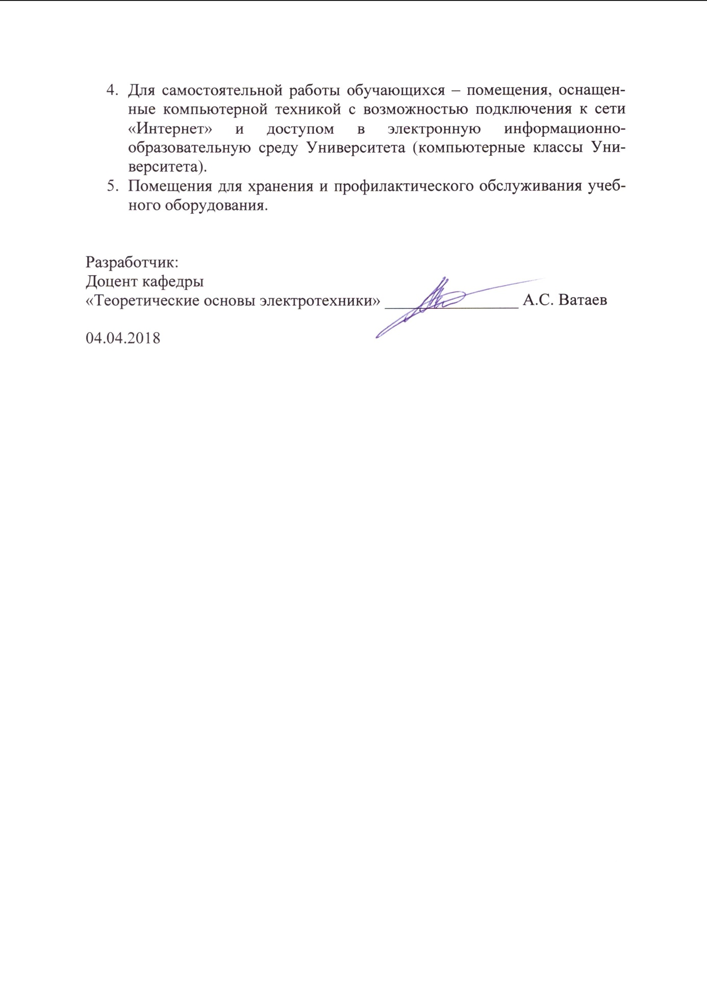 4. Для самостоятельной работы обучающихся – помещения, оснащен-
ные компьютерной техникой с возможностью подключения к сети
«Интернет» и доступом в электронную информационно-
образовательную среду Университета (компьютерные классы Уни-
верситета).
5. Помещения для хранения и профилактического обслуживания учеб-
ного оборудования.
Разработчик:
Доцент кафедры
«Теоретические основы электротехники» ________________ А.С. Ватаев
04.04.2018